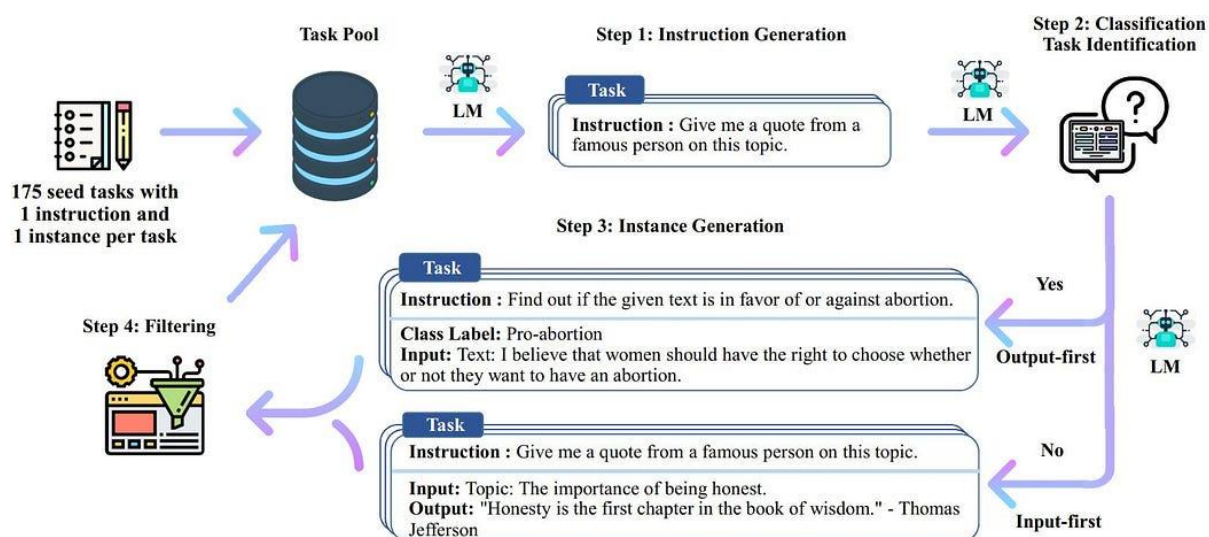 Task Pool
Step 1: Instruction Generation
Step 2: Classification
Task Identification
LM
LM
Task
Instruction : Give me a quote from a
famous person on this topic.
175 seed tasks with
1 instruction and
1 instance per task
Step 3: Instance Generation
Task
Instruction : Find out if the given text is in favor of or against abortion.
Class Label: Pro-abortion
Input: Text: I believe that women should have the right to choose whether
or not they want to have an abortion.
Yes
Output-first
LM
Step 4: Filtering
Task
Instruction : Give me a quote from a famous person on this topic.
Input: Topic: The importance of being honest.
Output: "Honesty is the first chapter in the book of wisdom." - Thomas
Jefferson
No
Input-first